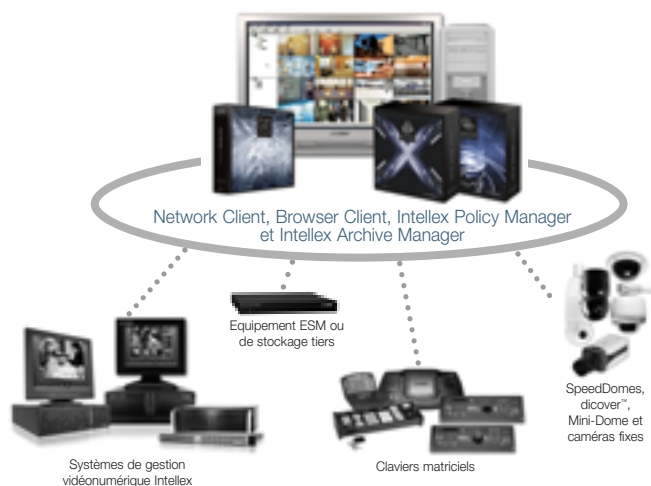 Network Client, Browser Client, Intellex Policy Manager
et Intellex Archive Manager
Equipement ESM ou
de stockage tiers
SpeedDomes,
dicover™,
Mini-Dome et
caméras fixes
Systèmes de gestion
vidéonumérique Intellex
Claviers matriciels